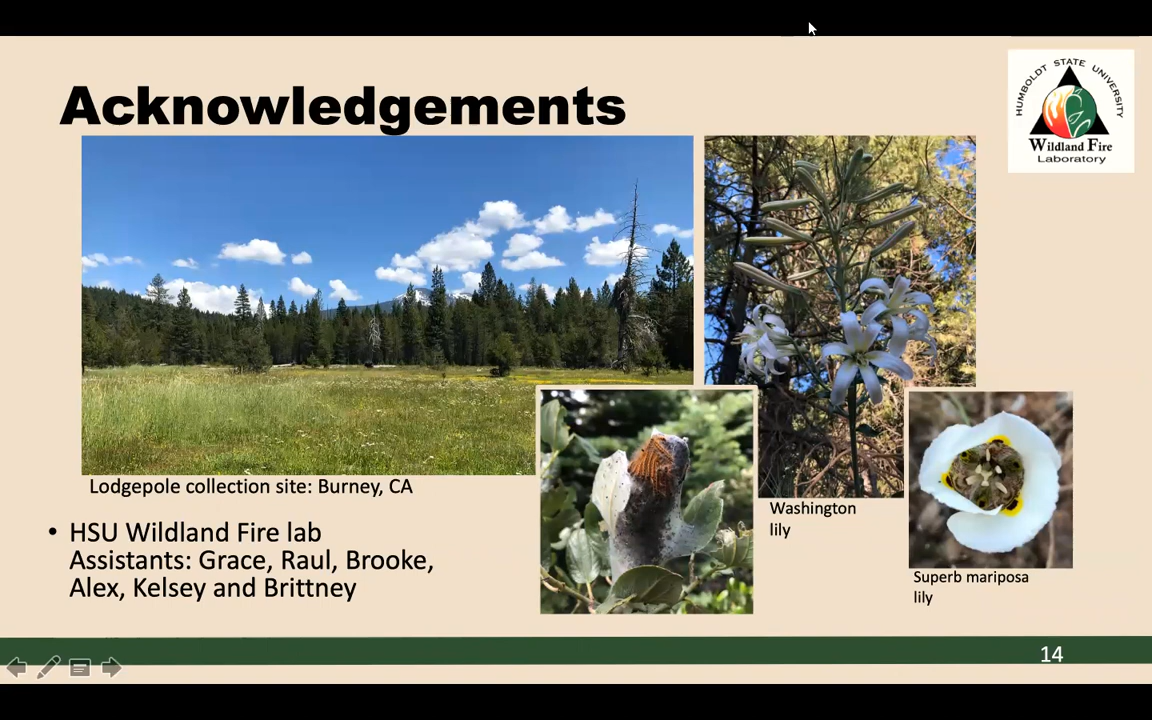 Acknowledgements
HUMBOLDT STATE UNIVERSITY
Wildland Fire
Laboratory
Lodgepole collection site: Burney, CA
• HSU Wildland Fire lab
Assistants: Grace, Raul, Brooke,
Alex, Kelsey and Brittney
Washington
lily
Superb mariposa
lily
14